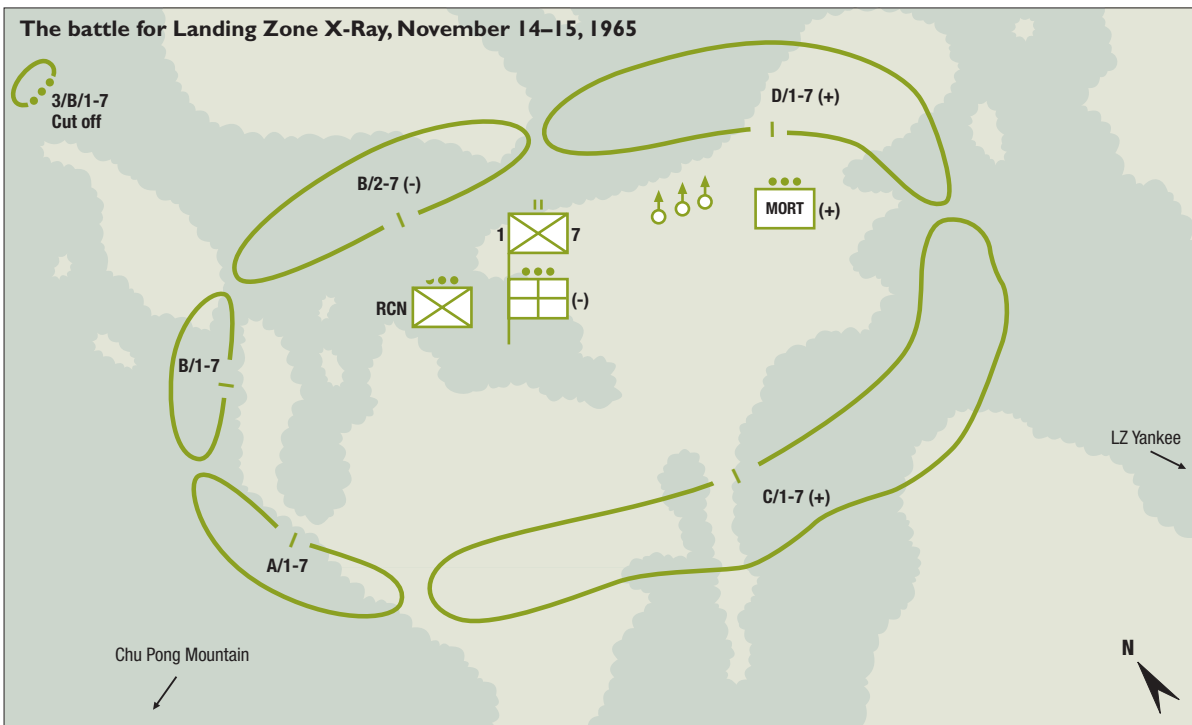 The battle for Landing Zone X-Ray, November 14–15, 1965
3/B/1-7
Cut off
D/1-7 (+)
B/2-7 (-)
MORT (+)
1 7
RCN
(-)
B/1-7
LZ Yankee
C/1-7 (+)
A/1-7
Chu Pong Mountain
N